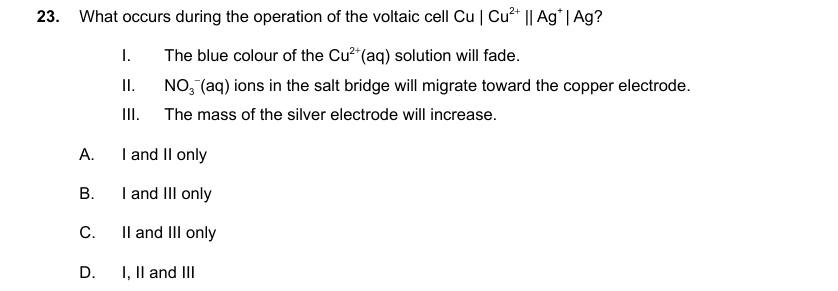 23. What occurs during the operation of the voltaic cell Cu | Cu²⁺ || Ag⁺ | Ag?
I. The blue colour of the Cu²⁺(aq) solution will fade.
II. NO₃⁻(aq) ions in the salt bridge will migrate toward the copper electrode.
III. The mass of the silver electrode will increase.
A. I and II only
B. I and III only
C. II and III only
D. I, II and III